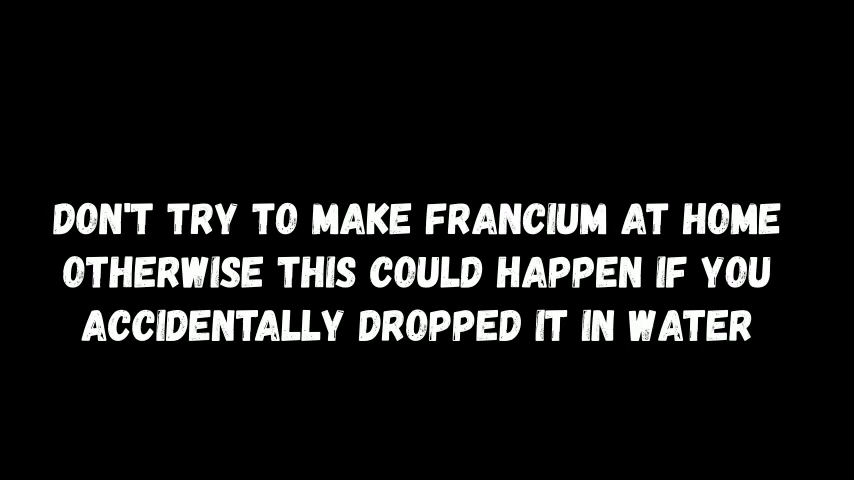 DON'T TRY TO MAKE FRANCIUM AT HOME
OTHERWISE THIS COULD HAPPEN IF YOU
ACCIDENTALLY DROPPED IT IN WATER